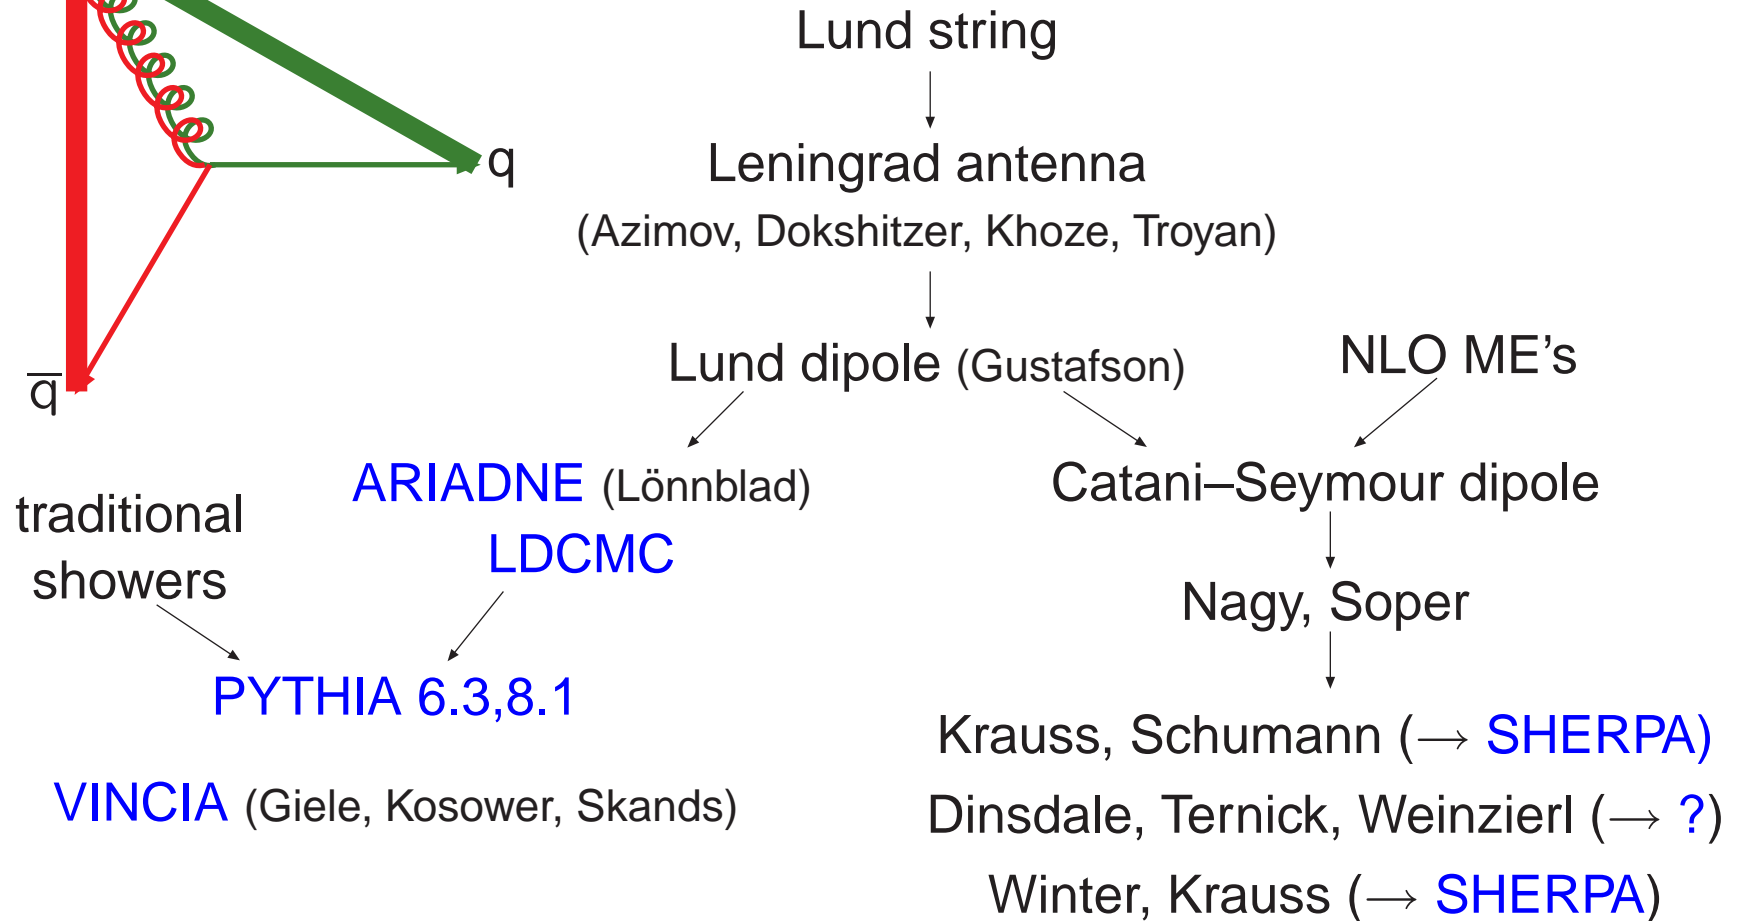 Lund string
Leningrad antenna
q
(Azimov, Dokshitzer, Khoze, Troyan)
Lund dipole (Gustafson)
NLO ME's
q̅
ARIADNE (Lönnblad)
Catani–Seymour dipole
traditional
showers
LDCMC
Nagy, Soper
PYTHIA 6.3,8.1
Krauss, Schumann (→ SHERPA)
VINCIA (Giele, Kosower, Skands)
Dinsdale, Ternick, Weinzierl (→ ?)
Winter, Krauss (→ SHERPA)